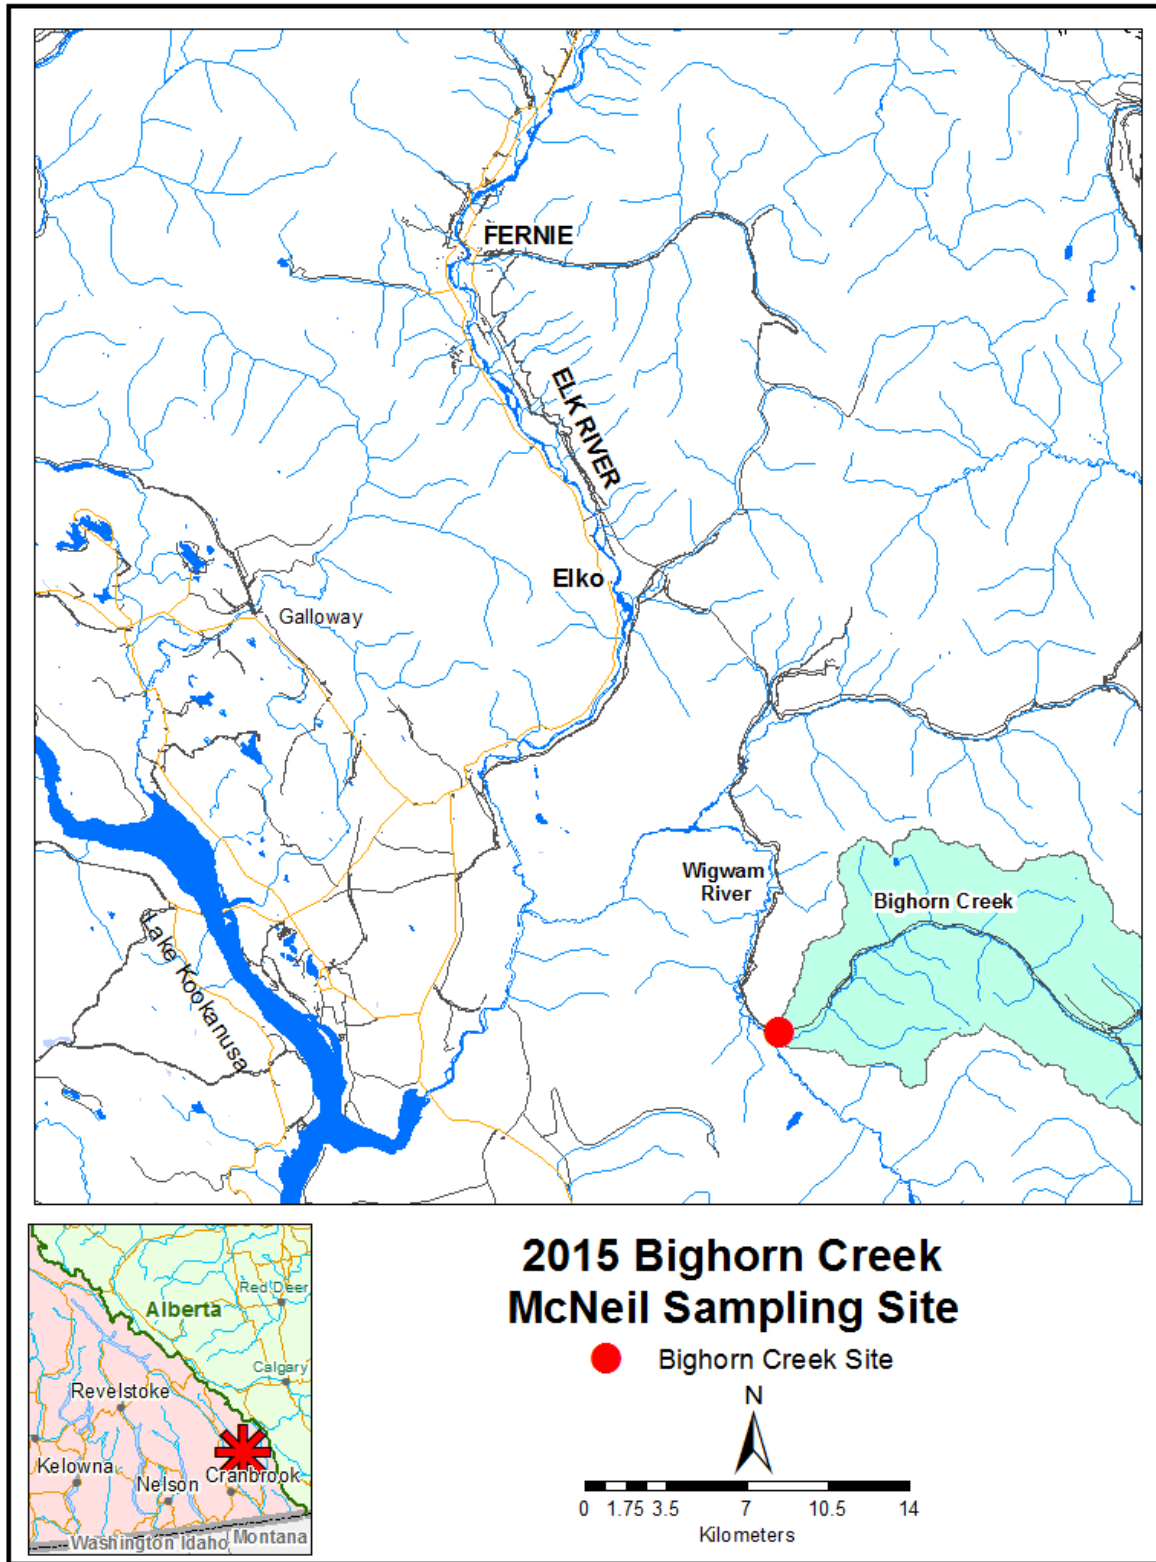 FERNIE
ELK RIVER
Elko
Galloway
Wigwam
River
Bighorn Creek
Lake Kookanusa
2015 Bighorn Creek
McNeil Sampling Site
Bighorn Creek Site
N
0 1.75 3.5 7 10.5 14
Kilometers
Red Deer
Alberta
Calgary
Revelstoke
Kelowna
Cranbrook
Nelson
Washington Idaho Montana